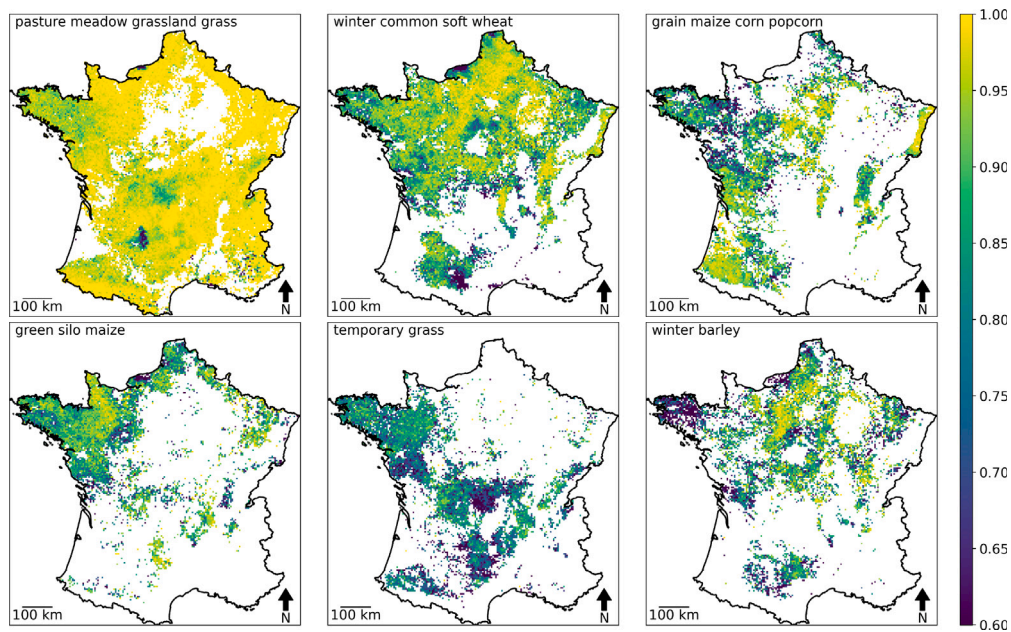 pasture meadow grassland grass
winter common soft wheat
grain maize corn popcorn
1.00
0.95
0.90
0.85
0.80
0.75
0.70
0.65
0.60
100 km
N
100 km
N
100 km
N
green silo maize
temporary grass
winter barley
100 km
N
100 km
N
100 km
N